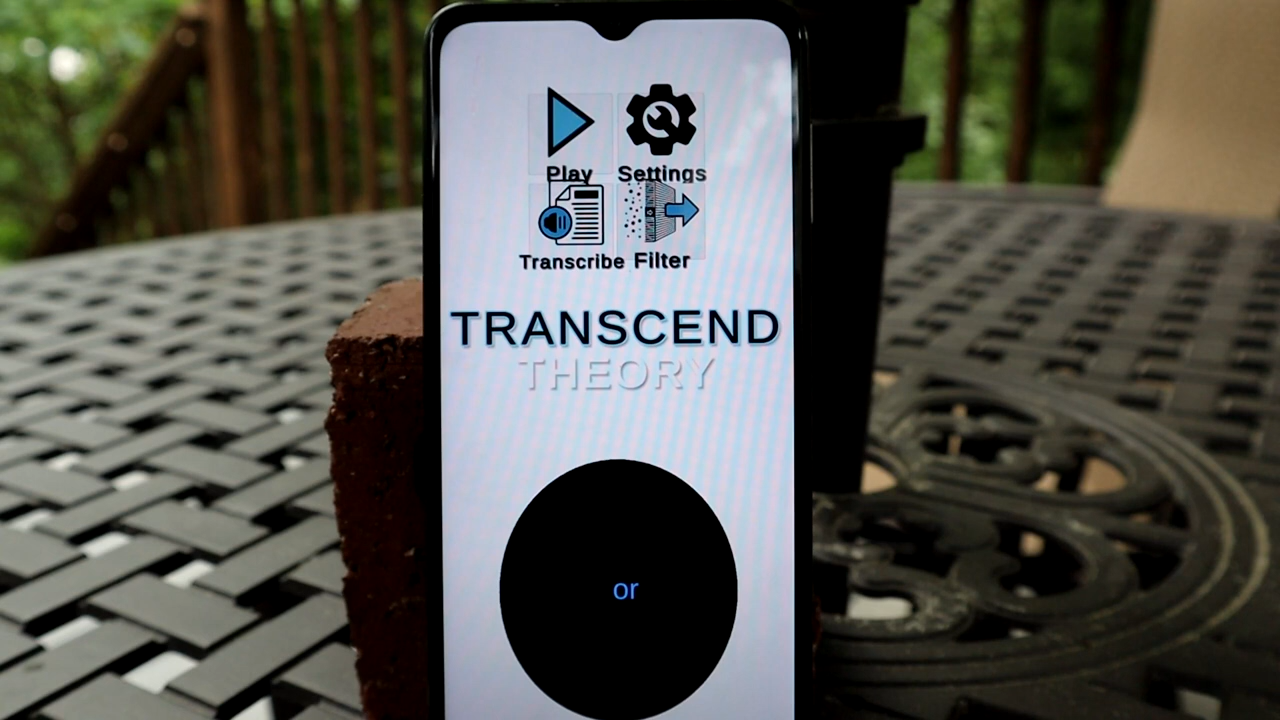 Play Settings
Transcribe Filter
TRANSCEND
THEORY
or